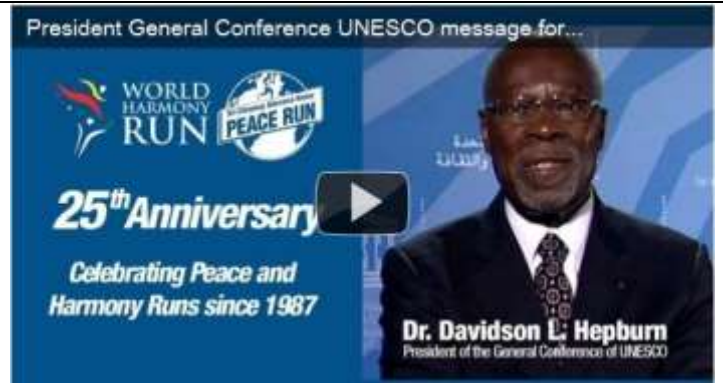 President General Conference UNESCO message for...
WORLD
HARMONY
RUN
PEACE RUN
25th Anniversary
Celebrating Peace and
Harmony Runs since 1987
Dr. Davidson L. Hepburn
President of the General Conference of UNESCO